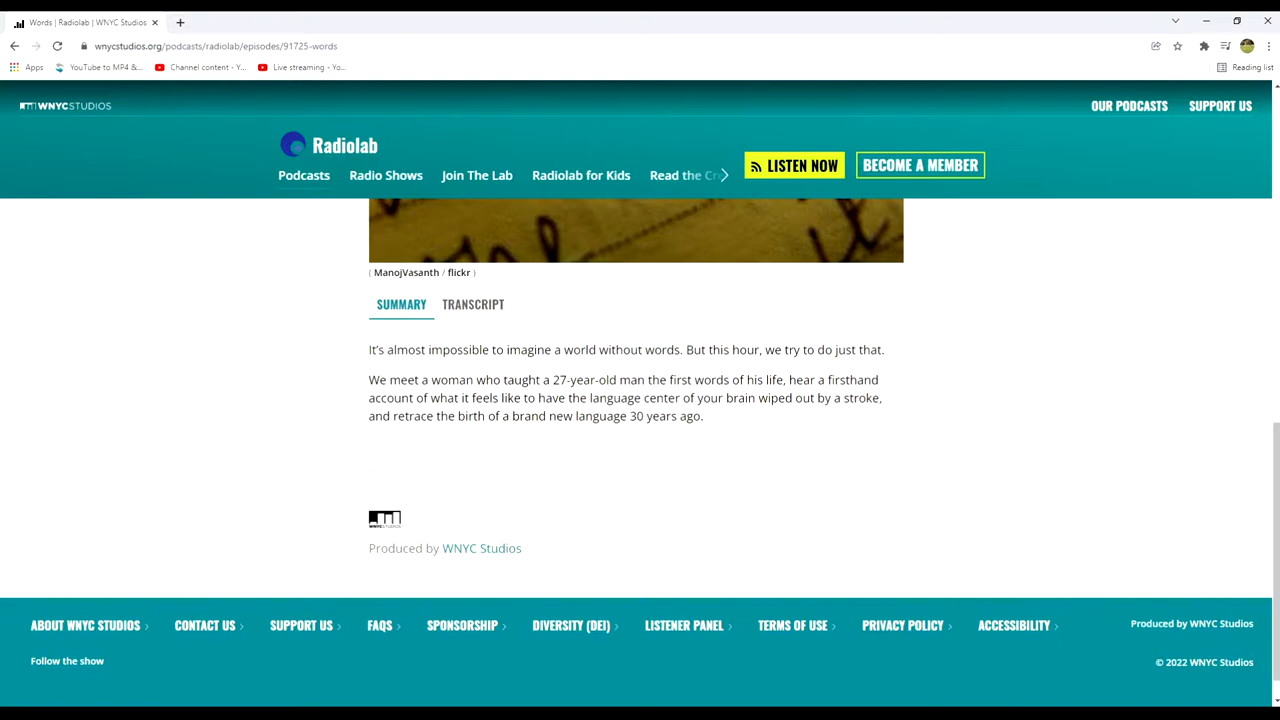 Words | Radiolab | WNYC Studios
wnycstudios.org/podcasts/radiolab/episodes/91725-words
Apps
YouTube to MP4 &...
Channel content - Y...
Live streaming - Yo...
Reading list
WNYCSTUDIOS
OUR PODCASTS
SUPPORT US
Radiolab
Podcasts
Radio Shows
Join The Lab
Radiolab for Kids
Read the Cr
LISTEN NOW
BECOME A MEMBER
( ManojVasanth / flickr )
SUMMARY
TRANSCRIPT
It's almost impossible to imagine a world without words. But this hour, we try to do just that.
We meet a woman who taught a 27-year-old man the first words of his life, hear a firsthand
account of what it feels like to have the language center of your brain wiped out by a stroke,
and retrace the birth of a brand new language 30 years ago.
WNYCSTUDIOS
Produced by WNYC Studios
ABOUT WNYC STUDIOS
CONTACT US
SUPPORT US
FAQS
SPONSORSHIP
DIVERSITY (DEI)
LISTENER PANEL
TERMS OF USE
PRIVACY POLICY
ACCESSIBILITY
Produced by WNYC Studios
Follow the show
© 2022 WNYC Studios